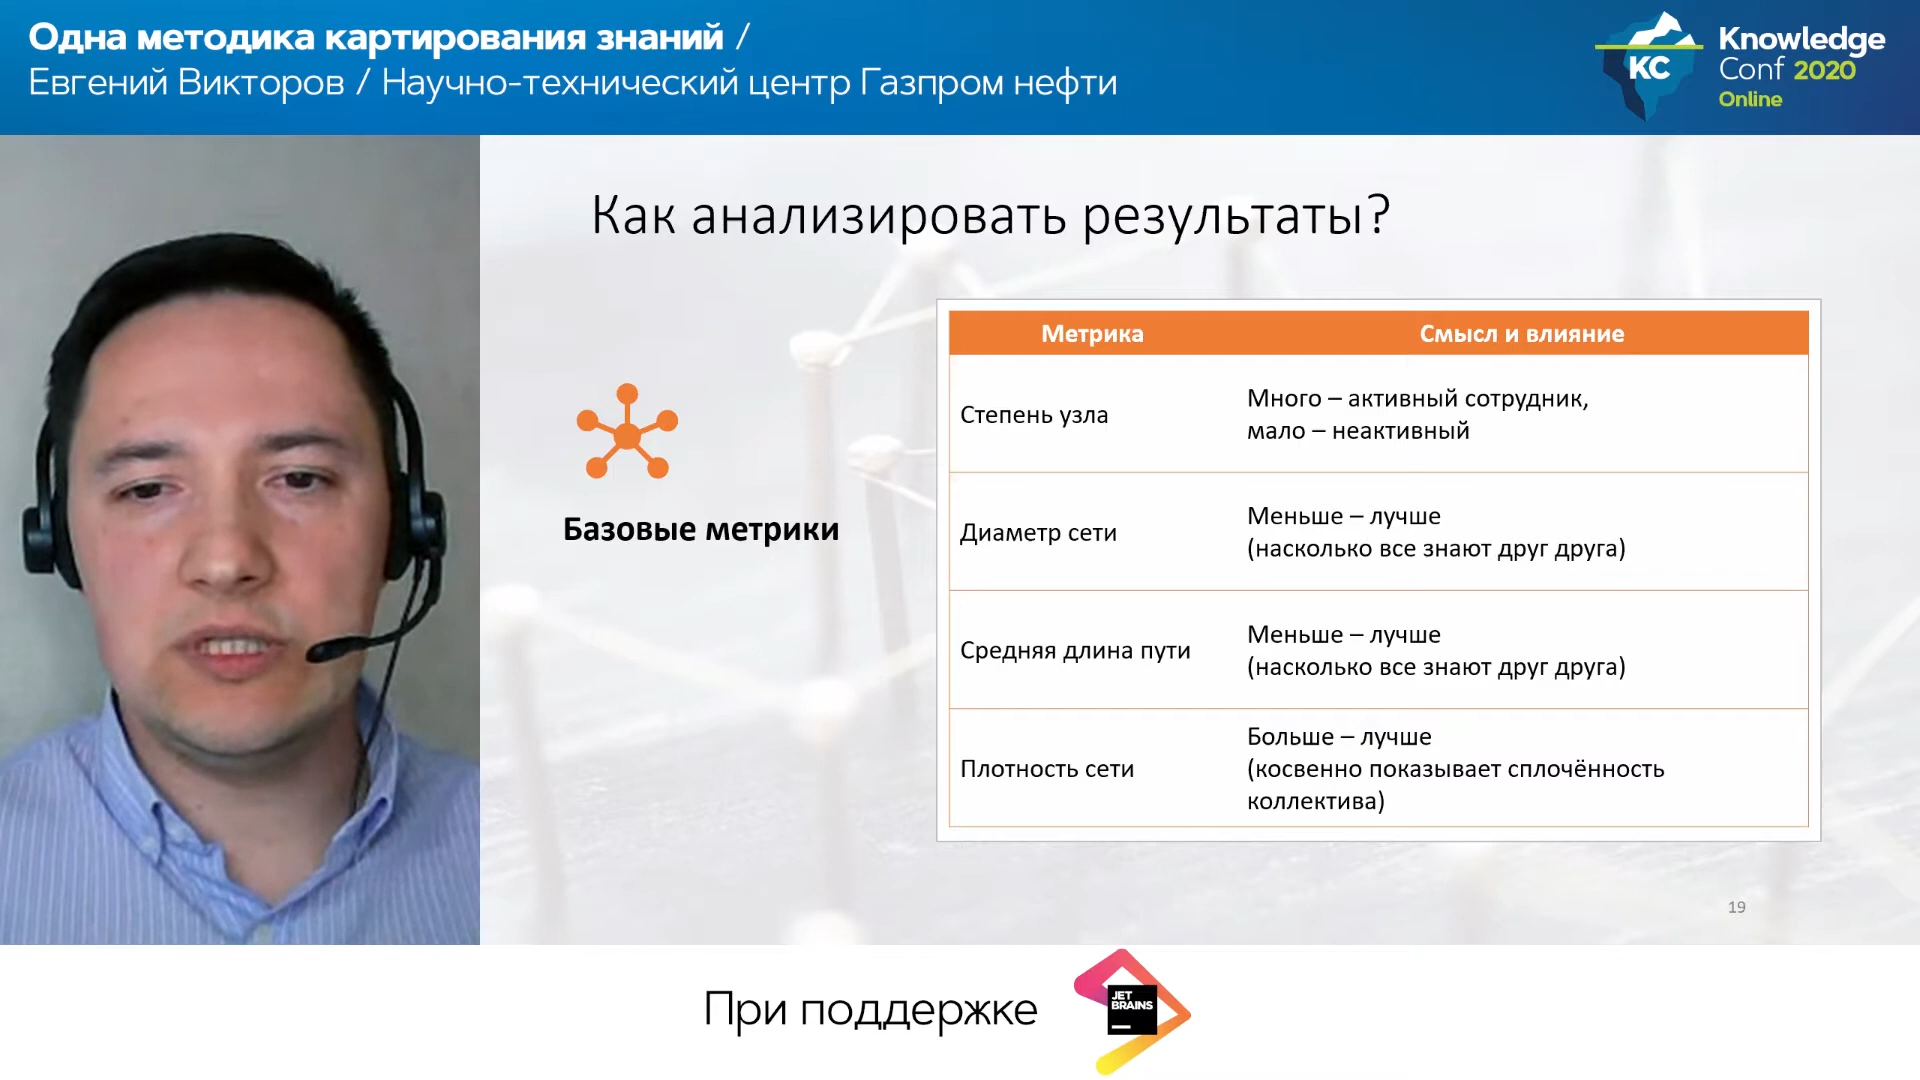 Одна методика картирования знаний /
Евгений Викторов / Научно-технический центр Газпром нефти
KC
Knowledge
Conf 2020
Online
Как анализировать результаты?
Базовые метрики
Метрика Смысл и влияние
Степень узла
Много – активный сотрудник,
мало – неактивный
Диаметр сети
Меньше – лучше
(насколько все знают друг друга)
Средняя длина пути
Меньше – лучше
(насколько все знают друг друга)
Плотность сети
Больше – лучше
(косвенно показывает сплочённость
коллектива)
19
При поддержке
JET
BRAINS